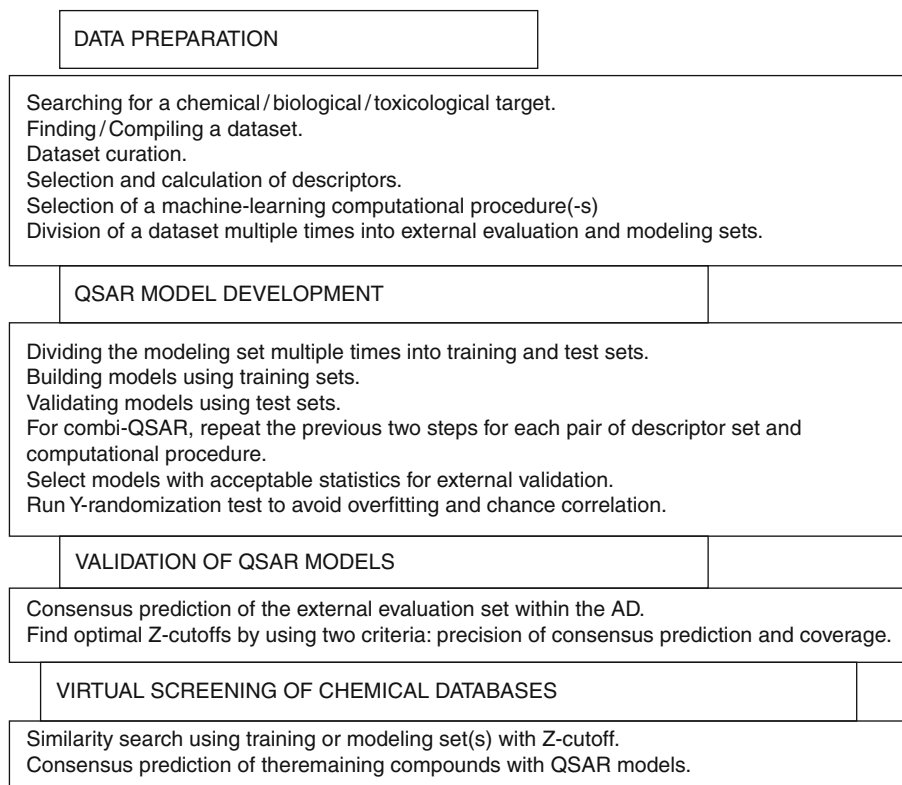 DATA PREPARATION
Searching for a chemical/biological/toxicological target.
Finding/Compiling a dataset.
Dataset curation.
Selection and calculation of descriptors.
Selection of a machine-learning computational procedure(-s)
Division of a dataset multiple times into external evaluation and modeling sets.
QSAR MODEL DEVELOPMENT
Dividing the modeling set multiple times into training and test sets.
Building models using training sets.
Validating models using test sets.
For combi-QSAR, repeat the previous two steps for each pair of descriptor set and
computational procedure.
Select models with acceptable statistics for external validation.
Run Y-randomization test to avoid overfitting and chance correlation.
VALIDATION OF QSAR MODELS
Consensus prediction of the external evaluation set within the AD.
Find optimal Z-cutoffs by using two criteria: precision of consensus prediction and coverage.
VIRTUAL SCREENING OF CHEMICAL DATABASES
Similarity search using training or modeling set(s) with Z-cutoff.
Consensus prediction of theremaining compounds with QSAR models.